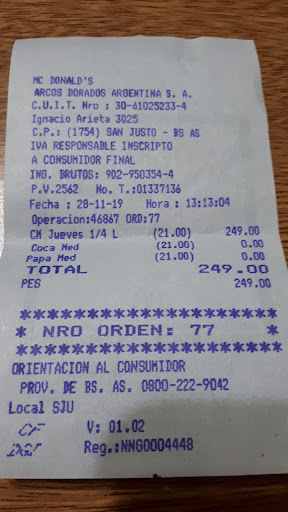 MC DONALD'S
ARCOS DORADOS ARGENTINA S. A.
C.U.I.T. Nro : 30-61025233-4
Ignacio Arieta 3025
C.P.: (1754) SAN JUSTO - BS AS
IVA RESPONSABLE INSCRIPTO
A CONSUMIDOR FINAL
ING. BRUTOS: 902-950354-4
P.V.2562 No. T.:01337136
Fecha : 28-11-19 Hora : 13:13:04
Operacion:46867 ORD:77
CM Jueves 1/4 L (21.00) 249.00
Coca Med (21.00) 0.00
Papa Med (21.00) 0.00
TOTAL 249.00
PES 249.00
********************
* NRO ORDEN: 77 *
********************
ORIENTACION AL CONSUMIDOR
PROV. DE BS. AS. 0800-222-9042
Local SJU
CF V: 01.02
DGI Reg.:NNG0004448